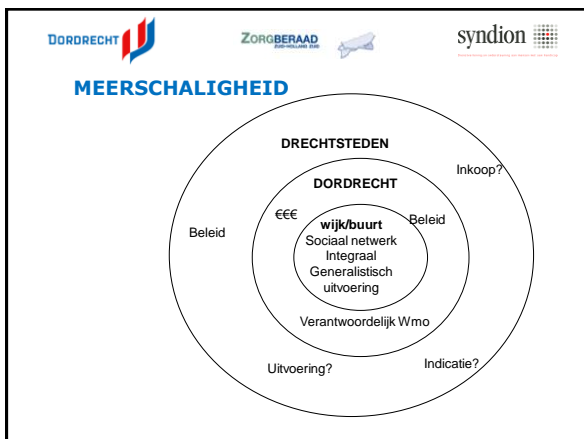 DORDRECHT
ZORGBERAAD
ZUID-HOLLAND ZUID
syndion
MEERSCHALIGHEID
DRECHTSTEDEN
Inkoop?
DORDRECHT
€€€
Beleid
wijk/buurt
Beleid
Sociaal netwerk
Integraal
Generalistisch
uitvoering
Verantwoordelijk Wmo
Uitvoering?
Indicatie?